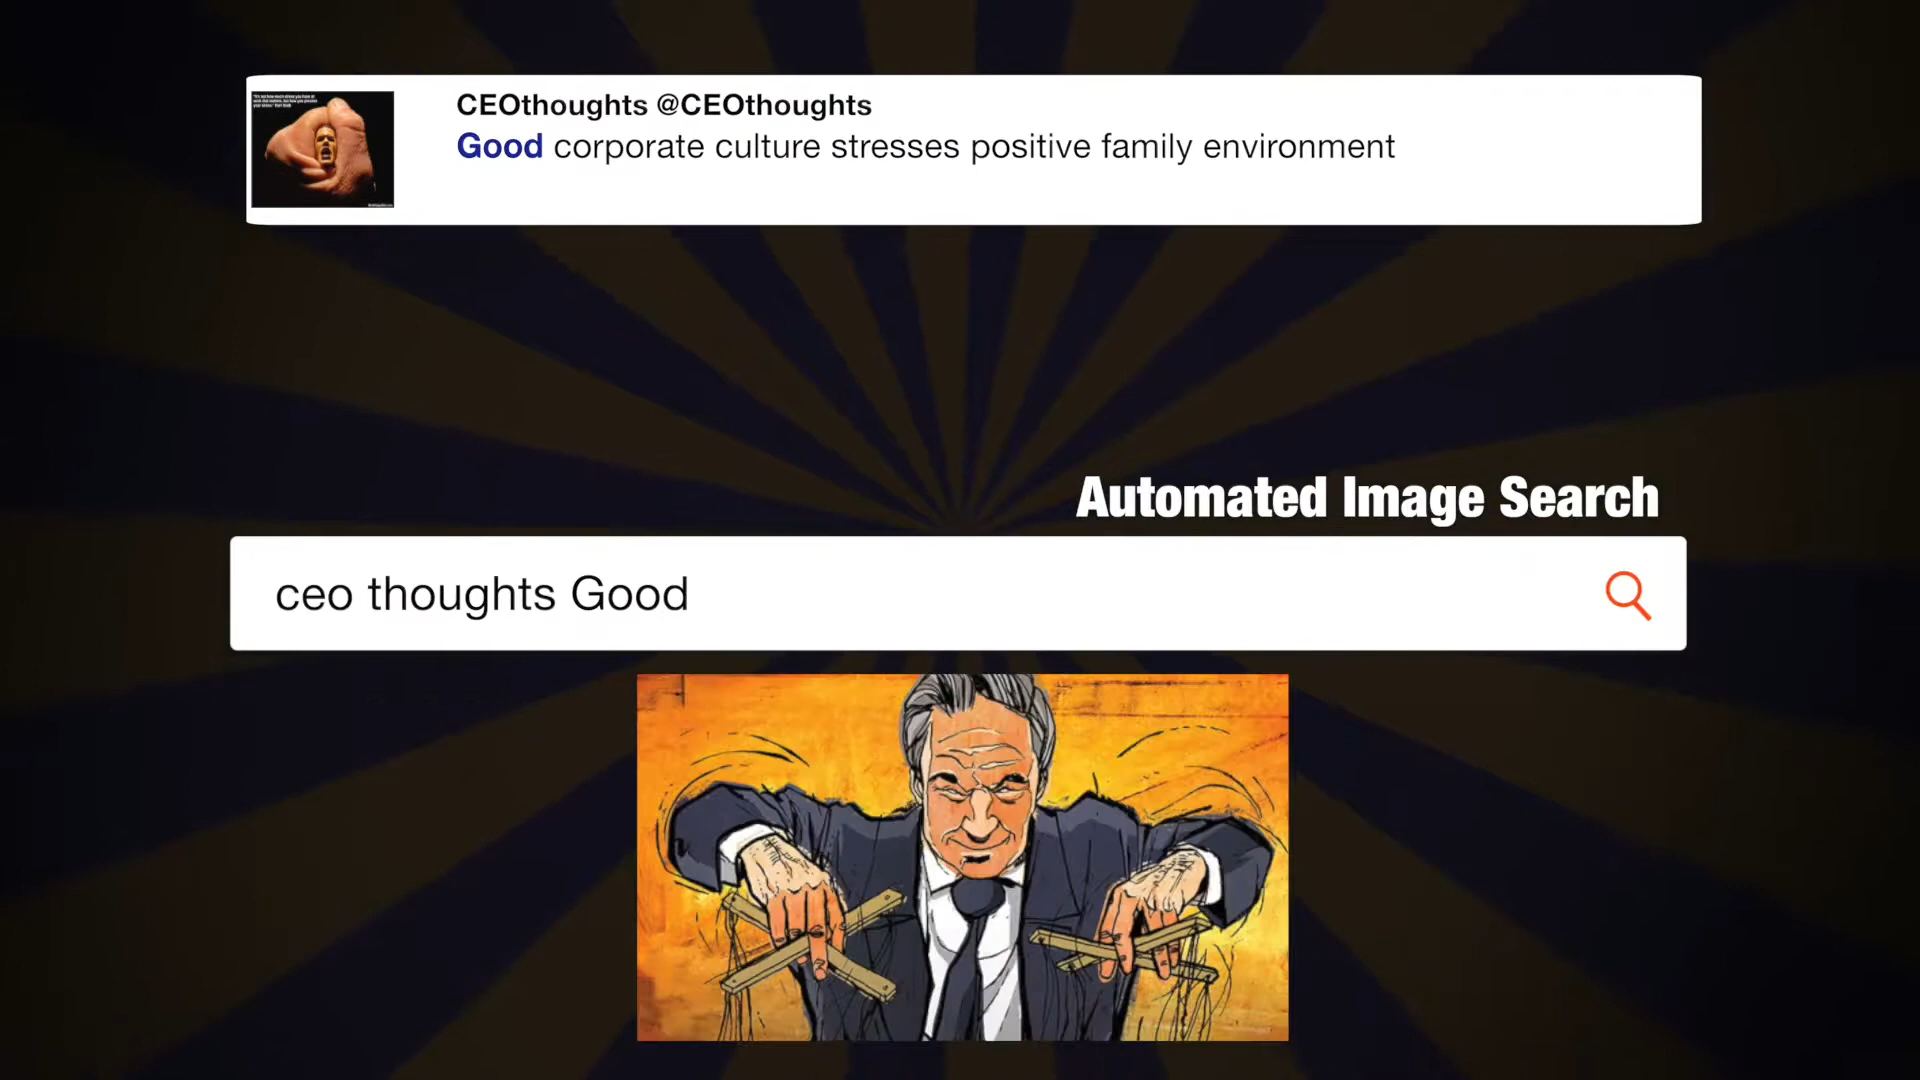 CEOthoughts @CEOthoughts
Good corporate culture stresses positive family environment
Automated Image Search
ceo thoughts Good